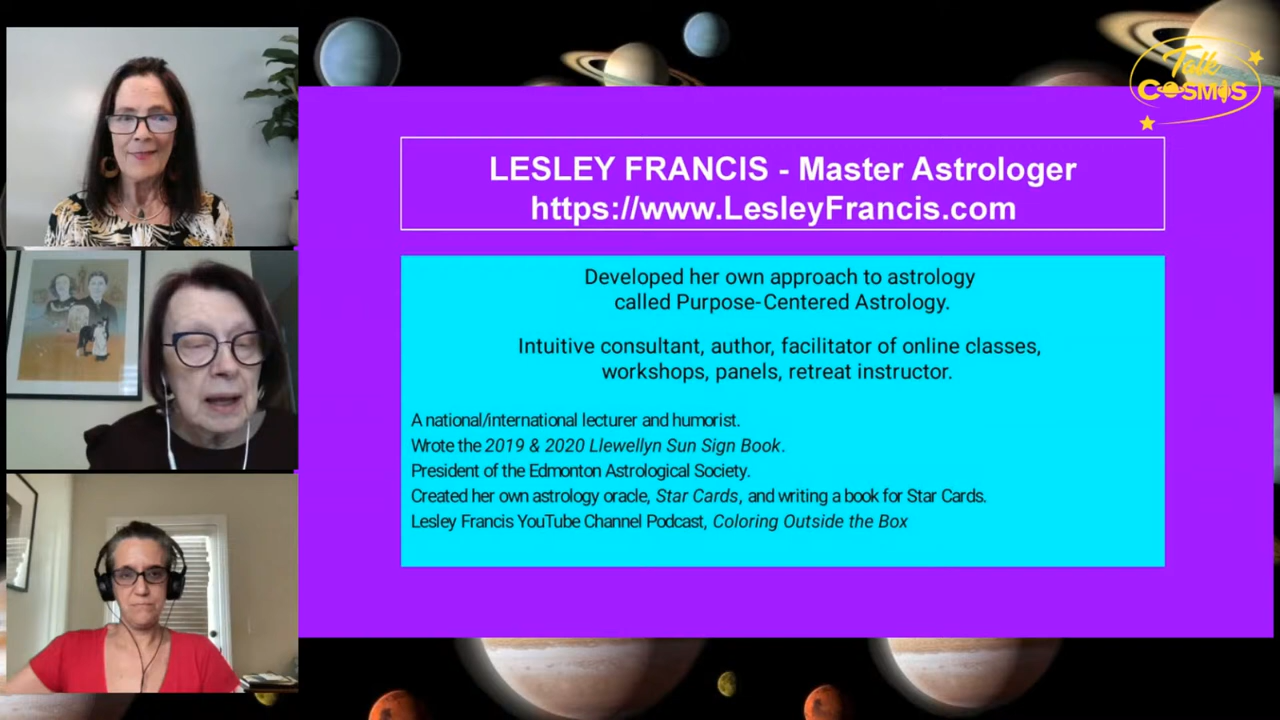 Talk
COSMOS
LESLEY FRANCIS - Master Astrologer
https://www.LesleyFrancis.com
Developed her own approach to astrology
called Purpose-Centered Astrology.
Intuitive consultant, author, facilitator of online classes,
workshops, panels, retreat instructor.
A national/international lecturer and humorist.
Wrote the 2019 & 2020 Llewellyn Sun Sign Book.
President of the Edmonton Astrological Society.
Created her own astrology oracle, Star Cards, and writing a book for Star Cards.
Lesley Francis YouTube Channel Podcast, Coloring Outside the Box